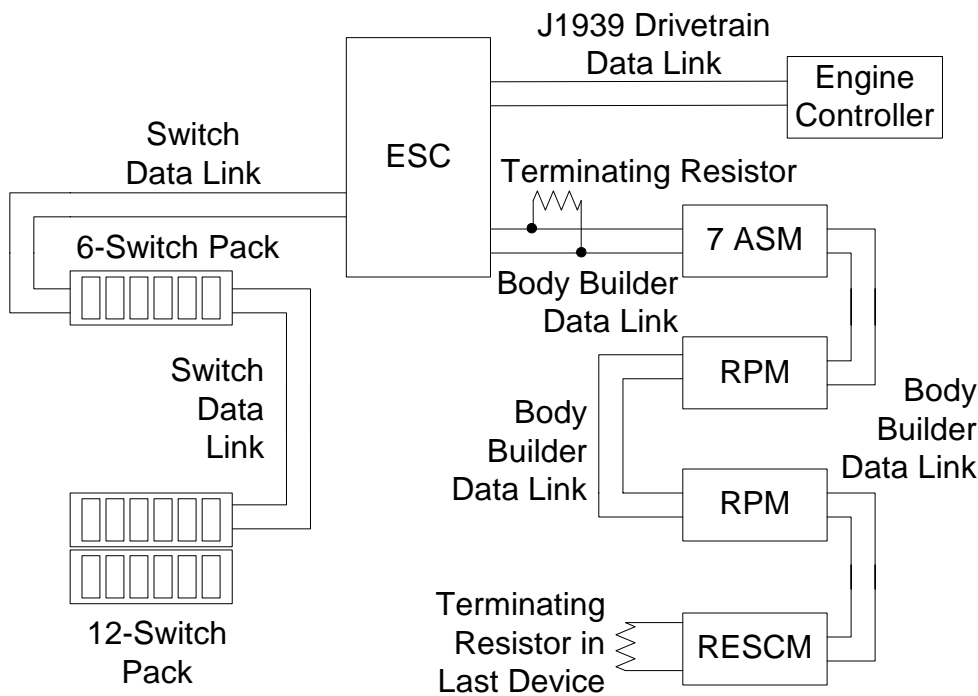 J1939 Drivetrain
Data Link
Engine
Controller
ESC
Switch
Data Link
Terminating Resistor
7 ASM
6-Switch Pack
Body Builder
Data Link
Switch
Data
Link
RPM
Body
Builder
Data Link
Body
Builder
Data Link
RPM
12-Switch
Pack
Terminating
Resistor in
Last Device
RESCM